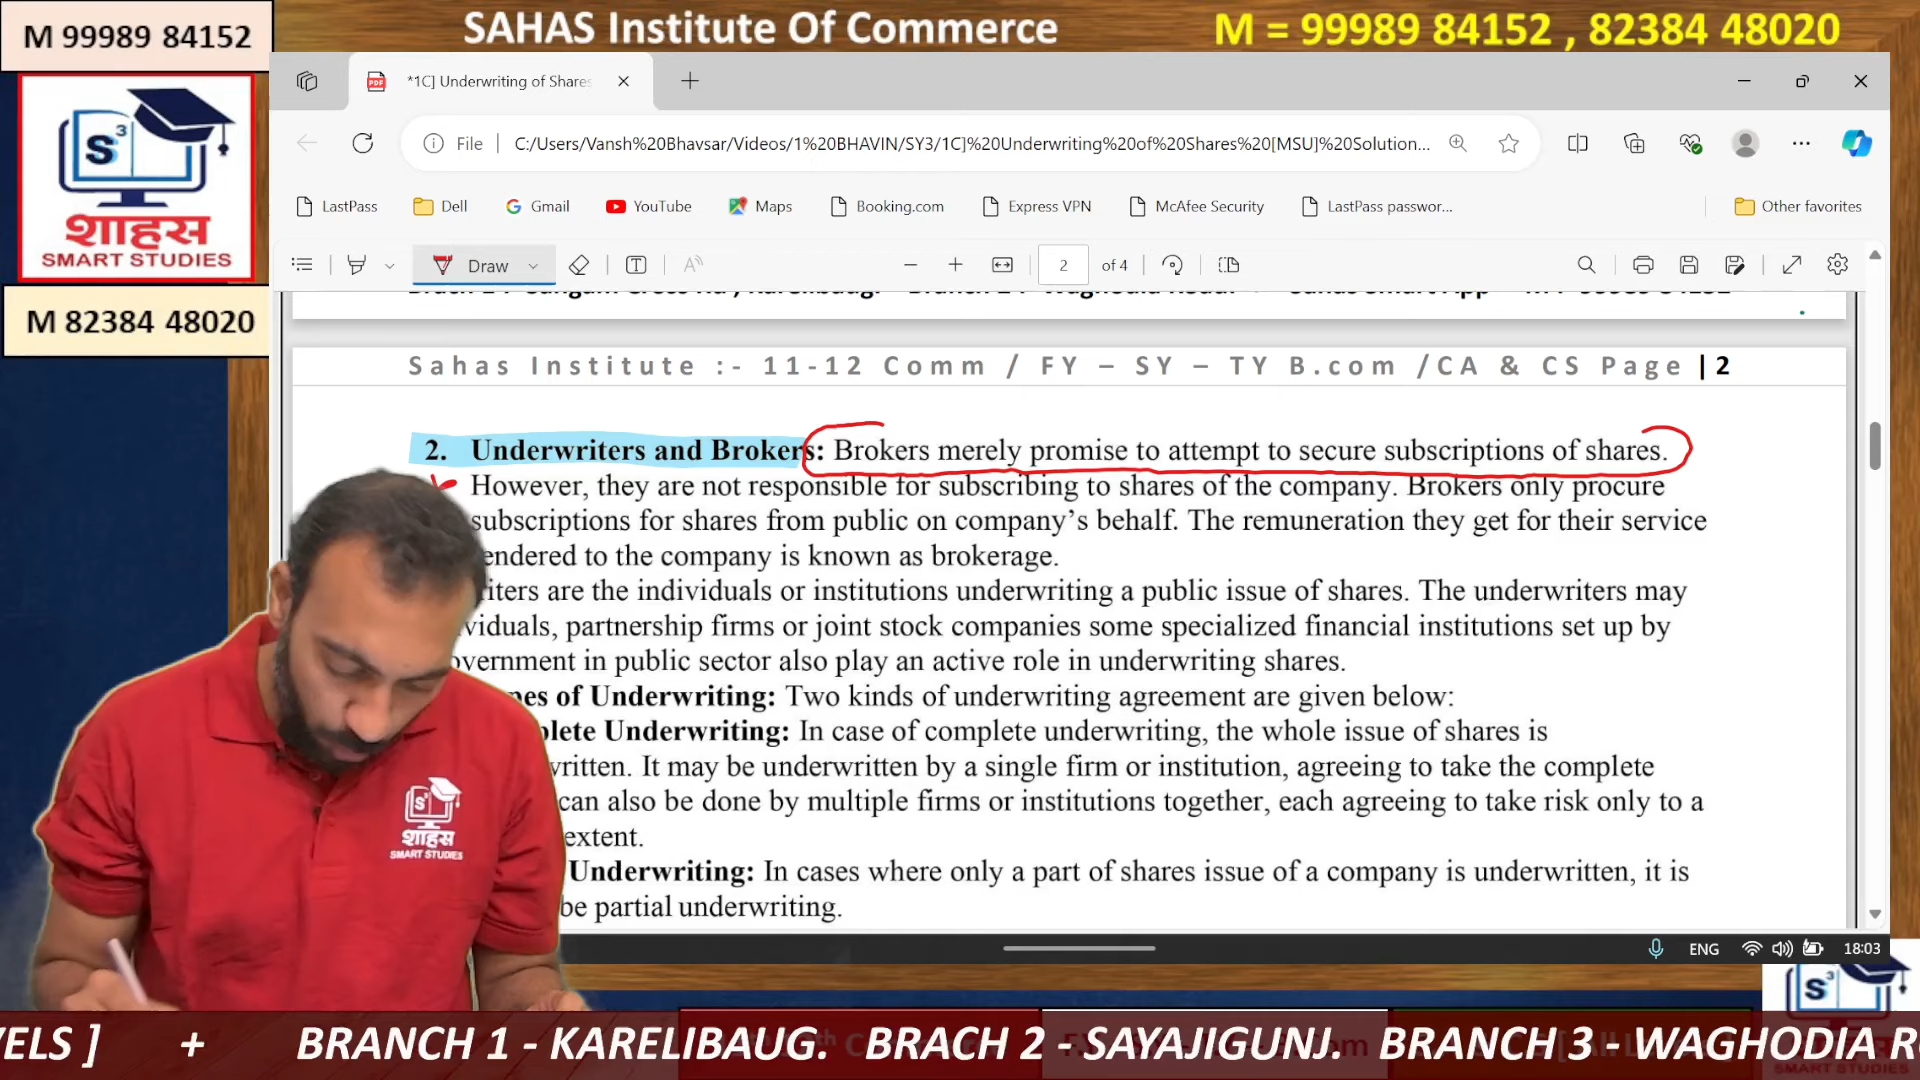 M 99989 84152
SAHAS Institute Of Commerce
M = 99989 84152 , 82384 48020
S³
शाहस
SMART STUDIES
M 82384 48020
*1C] Underwriting of Shares
File
C:/Users/Vansh%20Bhavsar/Videos/1%20BHAVIN/SY3/1C]%20Underwriting%20of%20Shares%20[MSU]%20Solution...
LastPass
Dell
Gmail
YouTube
Maps
Booking.com
Express VPN
McAfee Security
LastPass passwor...
Other favorites
Draw
2 of 4
Sahas Institute :- 11-12 Comm / FY – SY – TY B.com /CA & CS Page | 2
2. Underwriters and Brokers: Brokers merely promise to attempt to secure subscriptions of shares.
However, they are not responsible for subscribing to shares of the company. Brokers only procure
subscriptions for shares from public on company's behalf. The remuneration they get for their service
endered to the company is known as brokerage.
riters are the individuals or institutions underwriting a public issue of shares. The underwriters may
viduals, partnership firms or joint stock companies some specialized financial institutions set up by
overnment in public sector also play an active role in underwriting shares.
pes of Underwriting: Two kinds of underwriting agreement are given below:
plete Underwriting: In case of complete underwriting, the whole issue of shares is
written. It may be underwritten by a single firm or institution, agreeing to take the complete
can also be done by multiple firms or institutions together, each agreeing to take risk only to a
extent.
Underwriting: In cases where only a part of shares issue of a company is underwritten, it is
be partial underwriting.
S³
शाहस
SMART STUDIES
ENG
18:03
S³
VELS ] + BRANCH 1 - KARELIBAUG. BRACH 2 - SAYAJIGUNJ. BRANCH 3 - WAGHODIA R